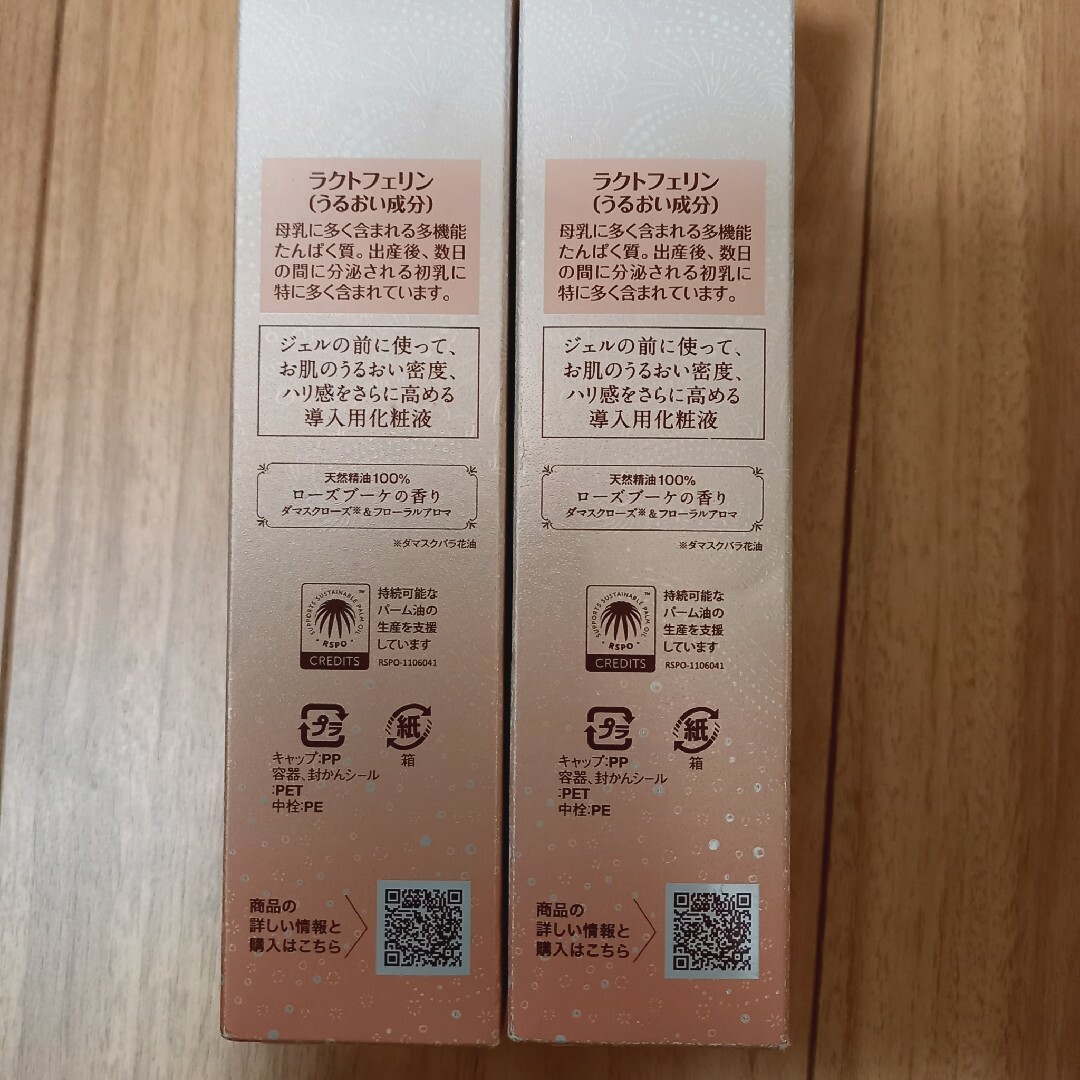 ラクトフェリン
(うるおい成分)
母乳に多く含まれる多機能
たんぱく質。出産後、数日
の間に分泌される初乳に
特に多く含まれています。
ジェルの前に使って、
お肌のうるおい密度、
ハリ感をさらに高める
導入用化粧液
天然精油100%
ローズブーケの香り
ダマスクローズ※&フローラルアロマ
※ダマスクバラ花油
SUPPORTS SUSTAINABLE PALM OIL
™
RSPO
CREDITS
持続可能な
パーム油の
生産を支援
しています
RSPO-1106041
プラ
紙
キャップ:PP
箱
容器、封かんシール
:PET
中栓:PE
商品の
詳しい情報と
購入はこちら
ラクトフェリン
(うるおい成分)
母乳に多く含まれる多機能
たんぱく質。出産後、数日
の間に分泌される初乳に
特に多く含まれています。
ジェルの前に使って、
お肌のうるおい密度、
ハリ感をさらに高める
導入用化粧液
天然精油100%
ローズブーケの香り
ダマスクローズ※&フローラルアロマ
※ダマスクバラ花油
SUPPORTS SUSTAINABLE PALM OIL
™
RSPO
CREDITS
持続可能な
パーム油の
生産を支援
しています
RSPO-1106041
プラ
紙
キャップ:PP
箱
容器、封かんシール
:PET
中栓:PE
商品の
詳しい情報と
購入はこちら